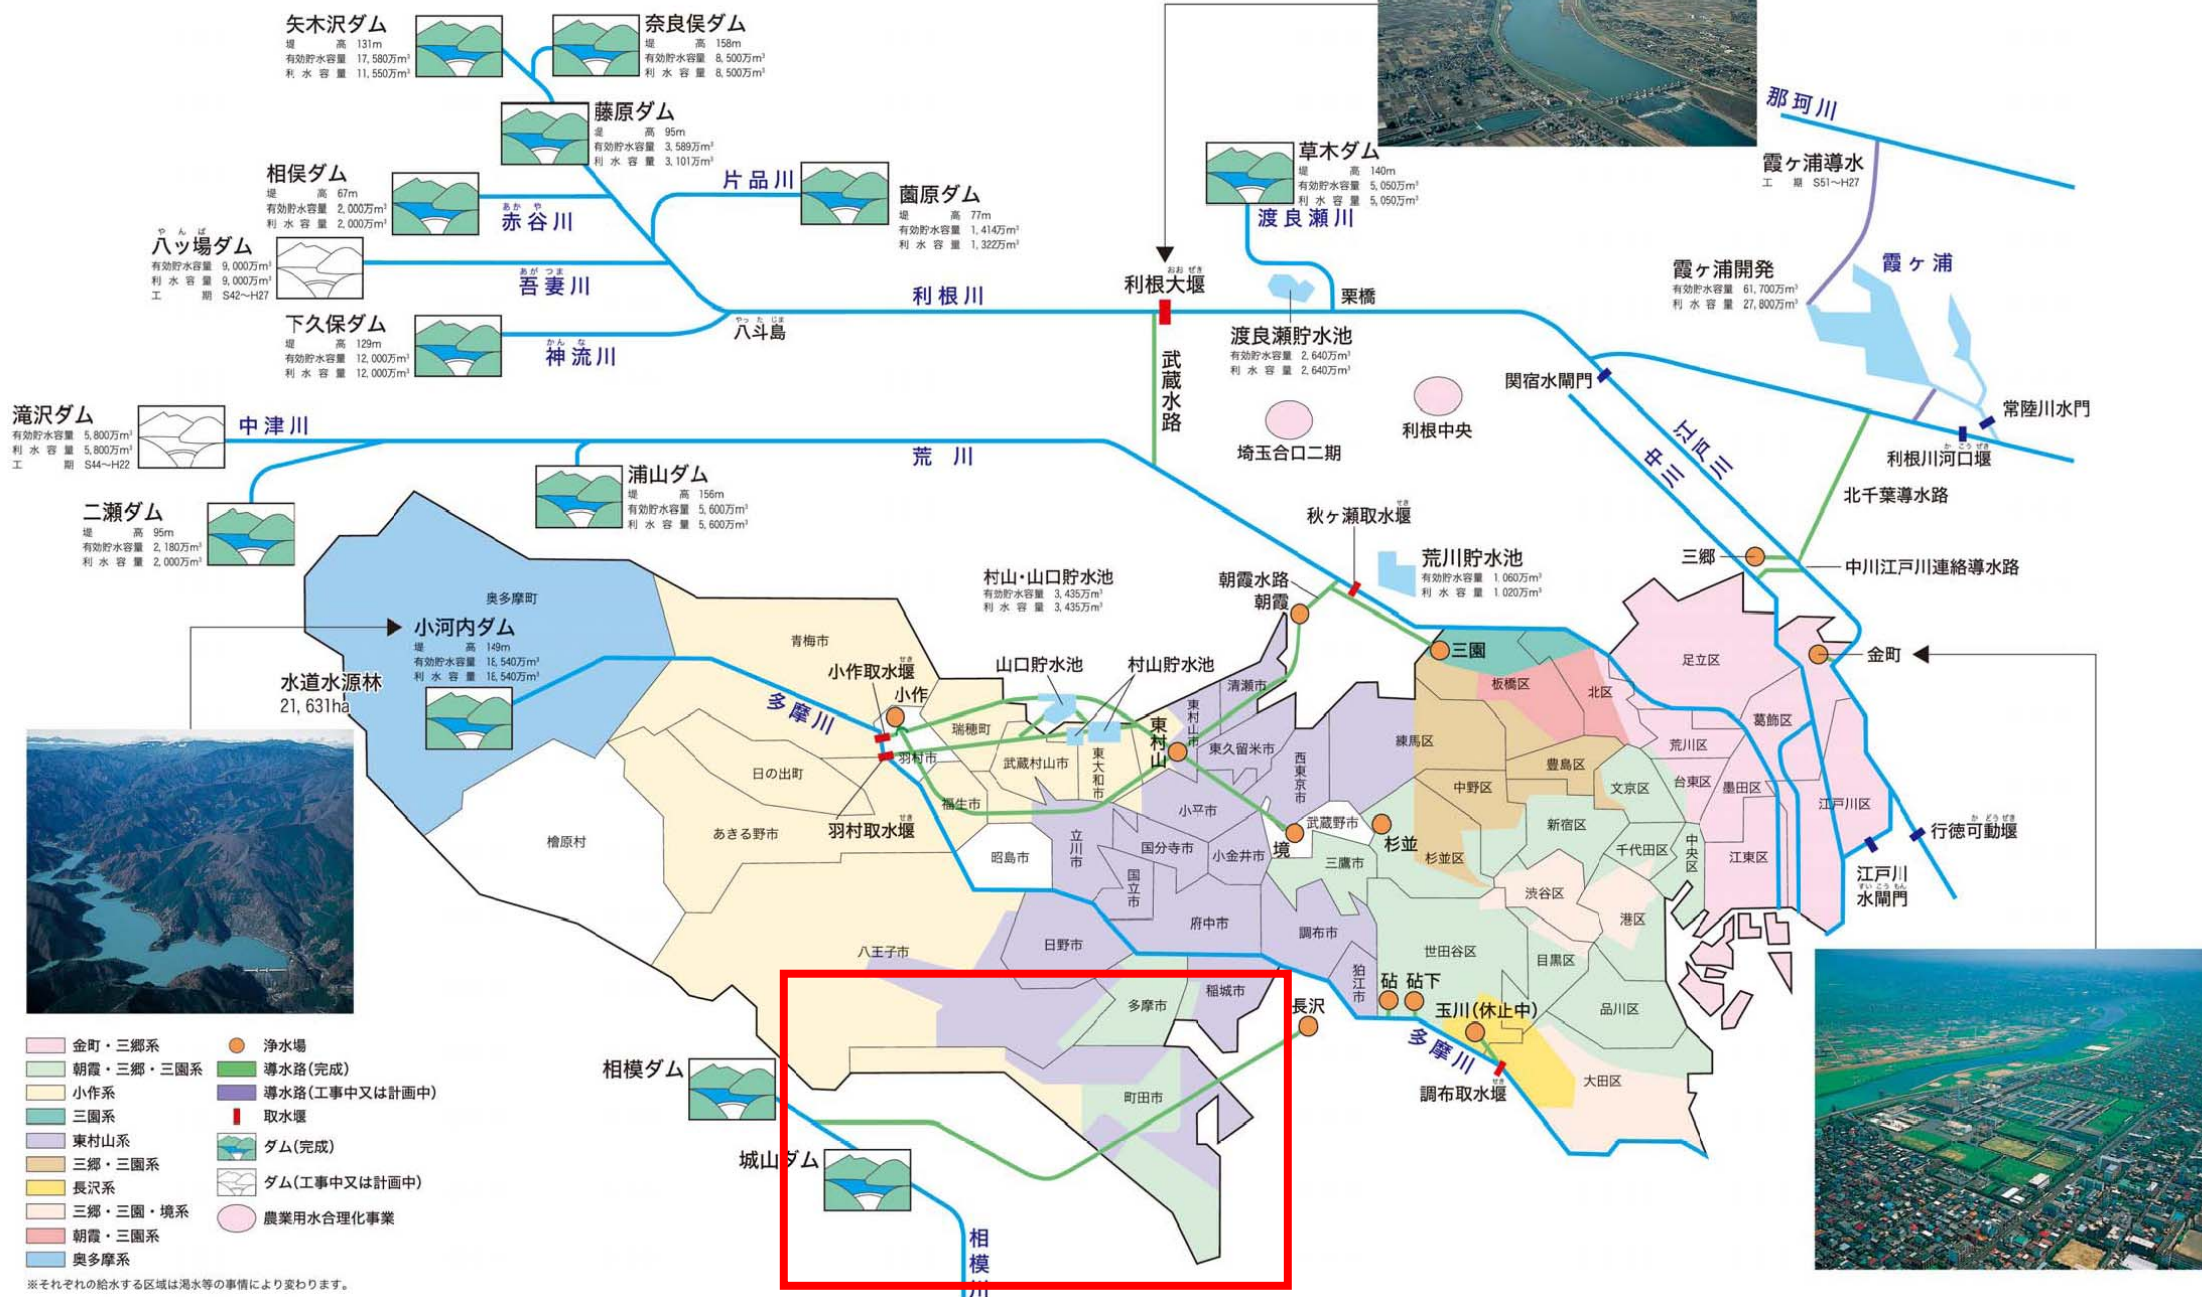 矢木沢ダム
堤　高 131m
有効貯水容量 17,580万m³
利水容量 11,550万m³
奈良俣ダム
堤　高 158m
有効貯水容量 8,500万m³
利水容量 8,500万m³
藤原ダム
堤　高 95m
有効貯水容量 3,589万m³
利水容量 3,101万m³
相俣ダム
堤　高 67m
有効貯水容量 2,000万m³
利水容量 2,000万m³
あか や
赤谷川
片品川
薗原ダム
堤　高 77m
有効貯水容量 1,414万m³
利水容量 1,322万m³
やんば
八ッ場ダム
有効貯水容量 9,000万m³
利水容量 9,000万m³
工　期 S42～H27
あがつま
吾妻川
下久保ダム
堤　高 129m
有効貯水容量 12,000万m³
利水容量 12,000万m³
かんな
神流川
やったじま
八斗島
利根川
おおぜき
利根大堰
草木ダム
堤　高 140m
有効貯水容量 5,050万m³
利水容量 5,050万m³
渡良瀬川
栗橋
渡良瀬貯水池
有効貯水容量 2,640万m³
利水容量 2,640万m³
武蔵水路
埼玉合口二期
利根中央
那珂川
霞ヶ浦導水
工　期 S51～H27
霞ヶ浦開発
有効貯水容量 61,700万m³
利水容量 27,800万m³
霞ヶ浦
関宿水閘門
常陸川水門
かこうぜき
利根川河口堰
江戸川
中川
北千葉導水路
三郷
中川江戸川連絡導水路
滝沢ダム
有効貯水容量 5,800万m³
利水容量 5,800万m³
工　期 S44～H22
中津川
荒川
二瀬ダム
堤　高 95m
有効貯水容量 2,180万m³
利水容量 2,000万m³
浦山ダム
堤　高 156m
有効貯水容量 5,600万m³
利水容量 5,600万m³
せき
秋ヶ瀬取水堰
荒川貯水池
有効貯水容量 1.060万m³
利水容量 1.020万m³
朝霞水路
朝霞
三園
村山・山口貯水池
有効貯水容量 3,435万m³
利水容量 3,435万m³
山口貯水池
村山貯水池
奥多摩町
小河内ダム
堤　高 149m
有効貯水容量 18,540万m³
利水容量 18,540万m³
水道水源林
21,631ha
青梅市
せき
小作取水堰
小作
多摩川
瑞穂町
羽村市
武蔵村山市
東大和市
東村山
東村山市
清瀬市
東久留米市
西東京市
日の出町
あきる野市
福生市
せき
羽村取水堰
檜原村
昭島市
立川市
小平市
国分寺市
小金井市
国立市
武蔵野市
境
三鷹市
杉並
府中市
調布市
狛江市
八王子市
日野市
多摩市
稲城市
町田市
練馬区
板橋区
北区
足立区
金町
葛飾区
荒川区
豊島区
中野区
文京区
台東区
墨田区
江戸川区
新宿区
千代田区
中央区
江東区
杉並区
渋谷区
港区
世田谷区
目黒区
品川区
大田区
かどうぜき
行徳可動堰
江戸川
すいこうもん
水閘門
長沢
砧
砧下
玉川(休止中)
多摩川
せき
調布取水堰
相模ダム
城山ダム
相模川
金町・三郷系
朝霞・三郷・三園系
小作系
三園系
東村山系
三郷・三園系
長沢系
三郷・三園・境系
朝霞・三園系
奥多摩系
浄水場
導水路(完成)
導水路(工事中又は計画中)
取水堰
ダム(完成)
ダム(工事中又は計画中)
農業用水合理化事業
※それぞれの給水する区域は渇水等の事情により変わります。